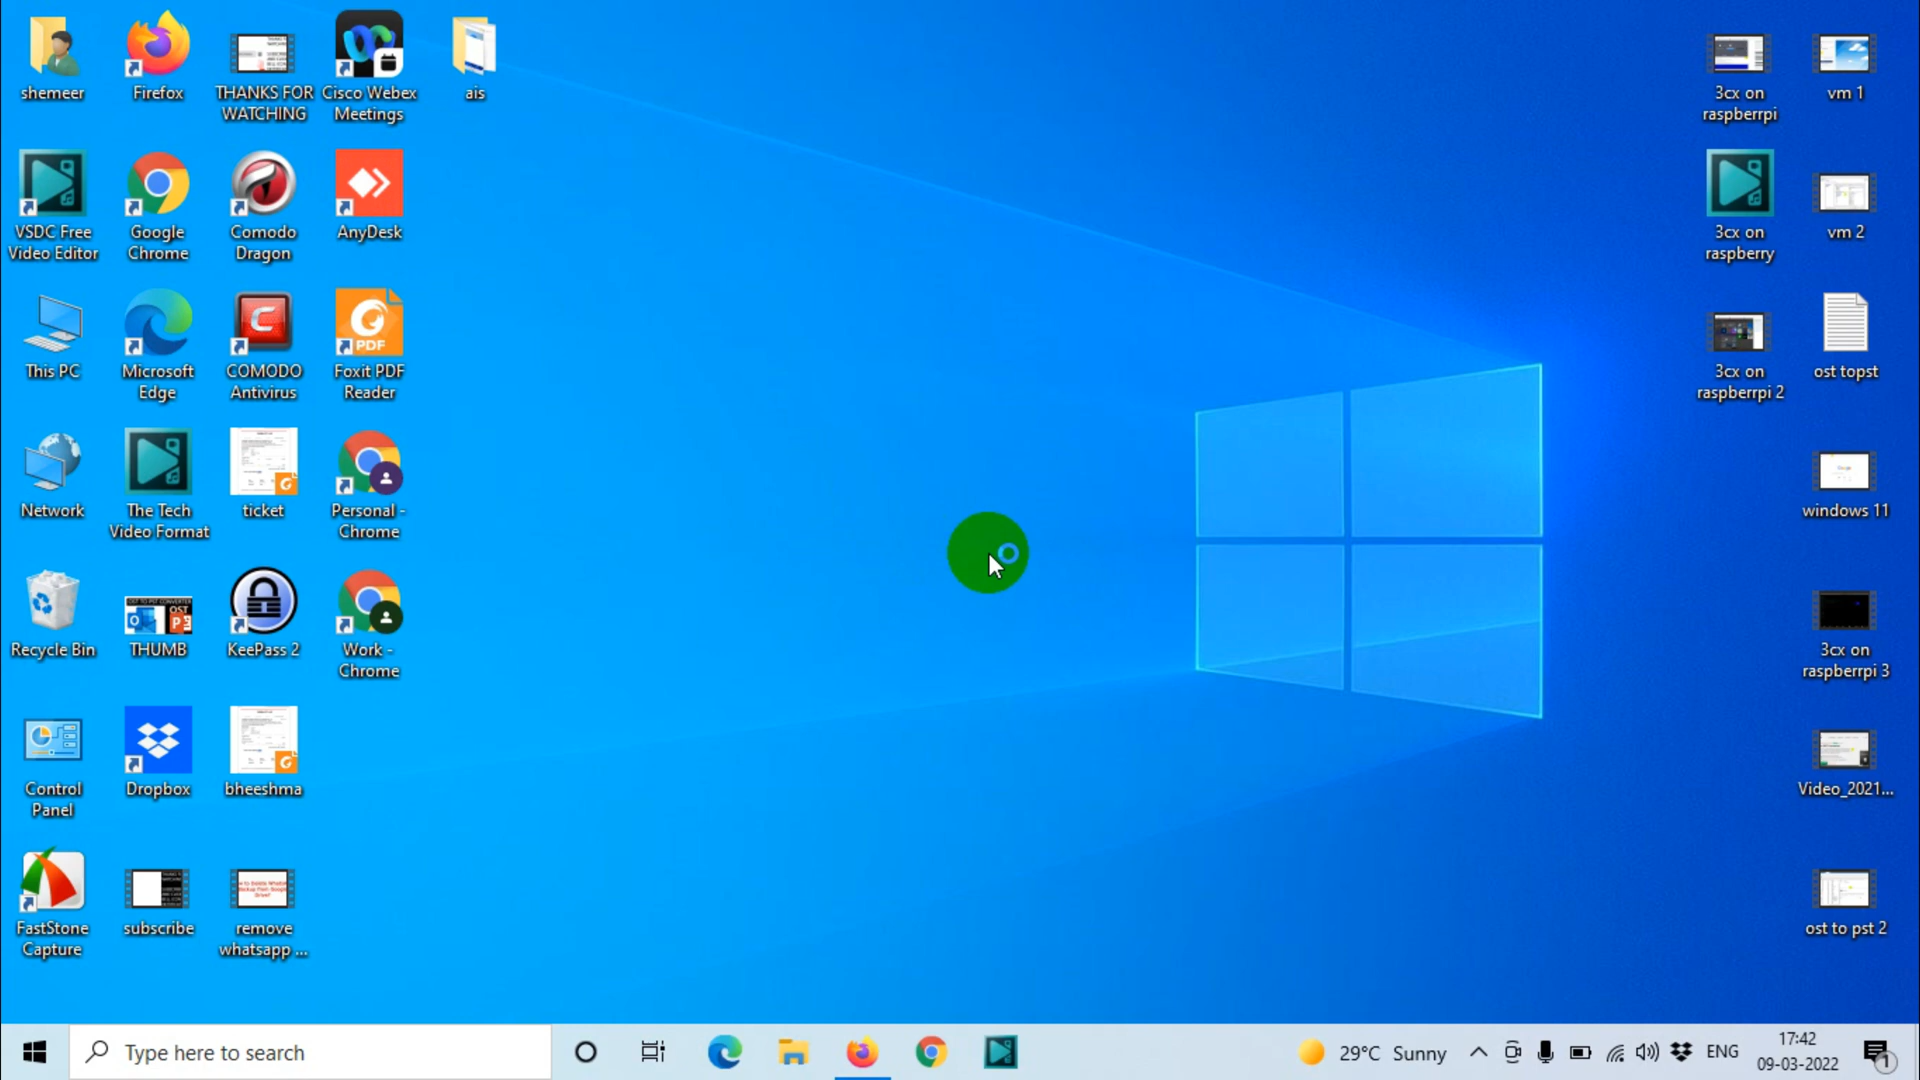 shemeer
Firefox
THANKS FOR
WATCHING
Cisco Webex
Meetings
ais
3cx on
raspberrpi
vm 1
VSDC Free
Video Editor
Google
Chrome
Comodo
Dragon
AnyDesk
3cx on
raspberry
vm 2
This PC
Microsoft
Edge
COMODO
Antivirus
PDF
Foxit PDF
Reader
3cx on
raspberrpi 2
ost topst
Network
The Tech
Video Format
ticket
Personal -
Chrome
windows 11
Recycle Bin
OST
THUMB
KeePass 2
Work -
Chrome
3cx on
raspberrpi 3
Control
Panel
Dropbox
bheeshma
Video_2021...
FastStone
Capture
subscribe
remove
whatsapp ...
ost to pst 2
Type here to search
29°C Sunny
ENG
17:42
09-03-2022
1